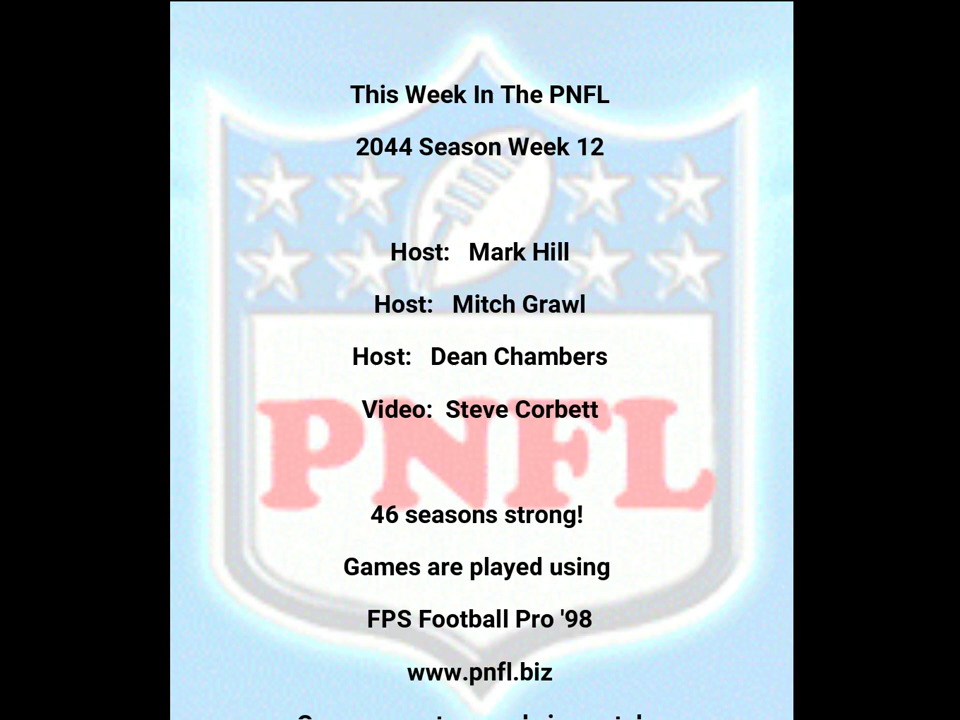 This Week In The PNFL
2044 Season Week 12
Host: Mark Hill
Host: Mitch Grawl
Host: Dean Chambers
Video: Steve Corbett
PNFL
46 seasons strong!
Games are played using
FPS Football Pro '98
www.pnfl.biz